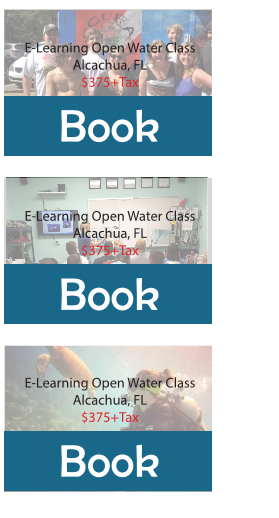 E-Learning Open Water Class
Alcachua, FL
$375+Tax
Book
E-Learning Open Water Class
Alcachua, FL
$375+Tax
Book
E-Learning Open Water Class
Alcachua, FL
$375+Tax
Book